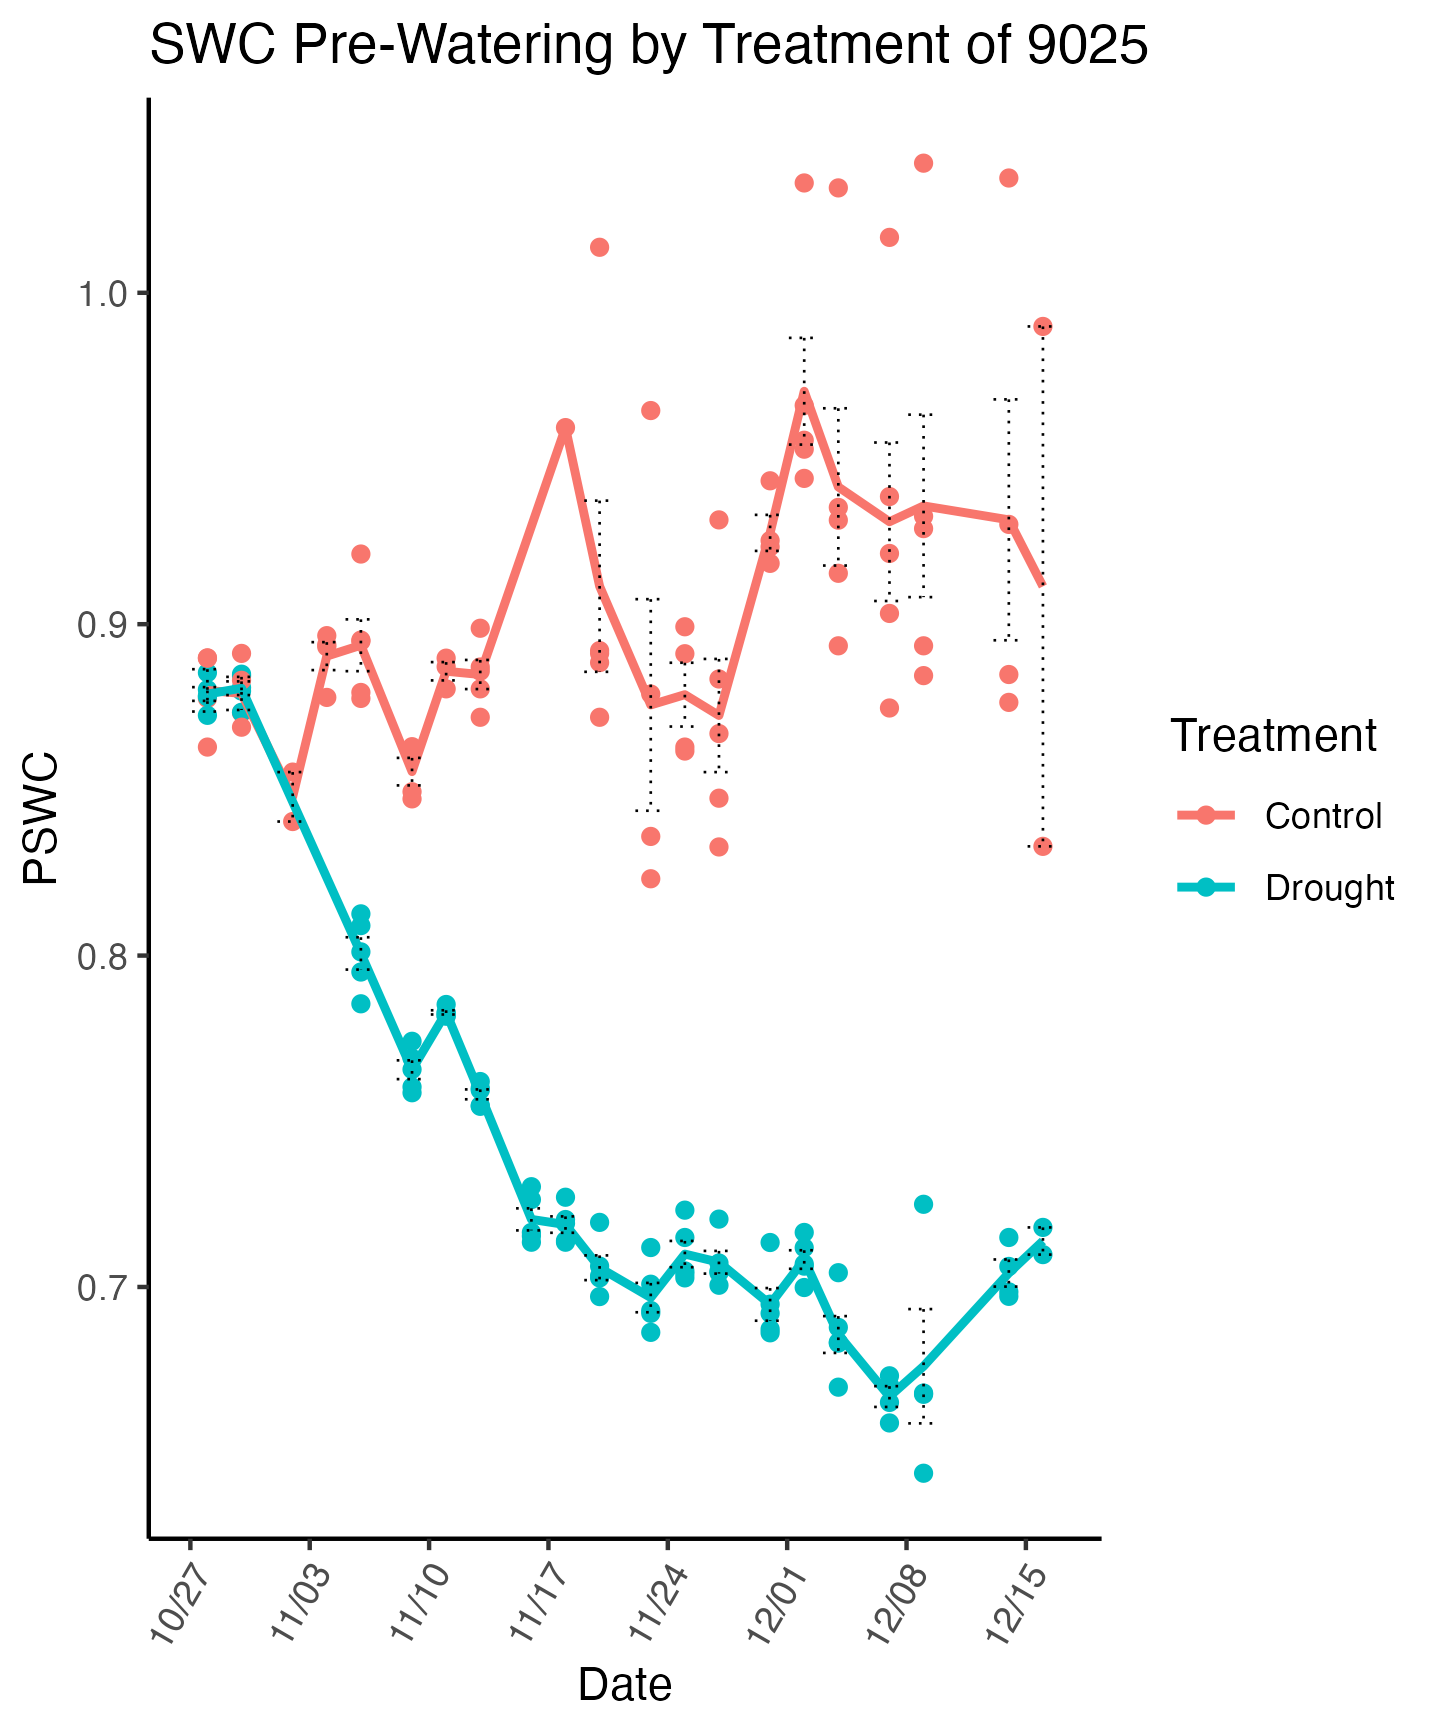 SWC Pre-Watering by Treatment of 9025
PSWC
1.0
0.9
0.8
0.7
10/27
11/03
11/10
11/17
11/24
12/01
12/08
12/15
Date
Treatment
Control
Drought